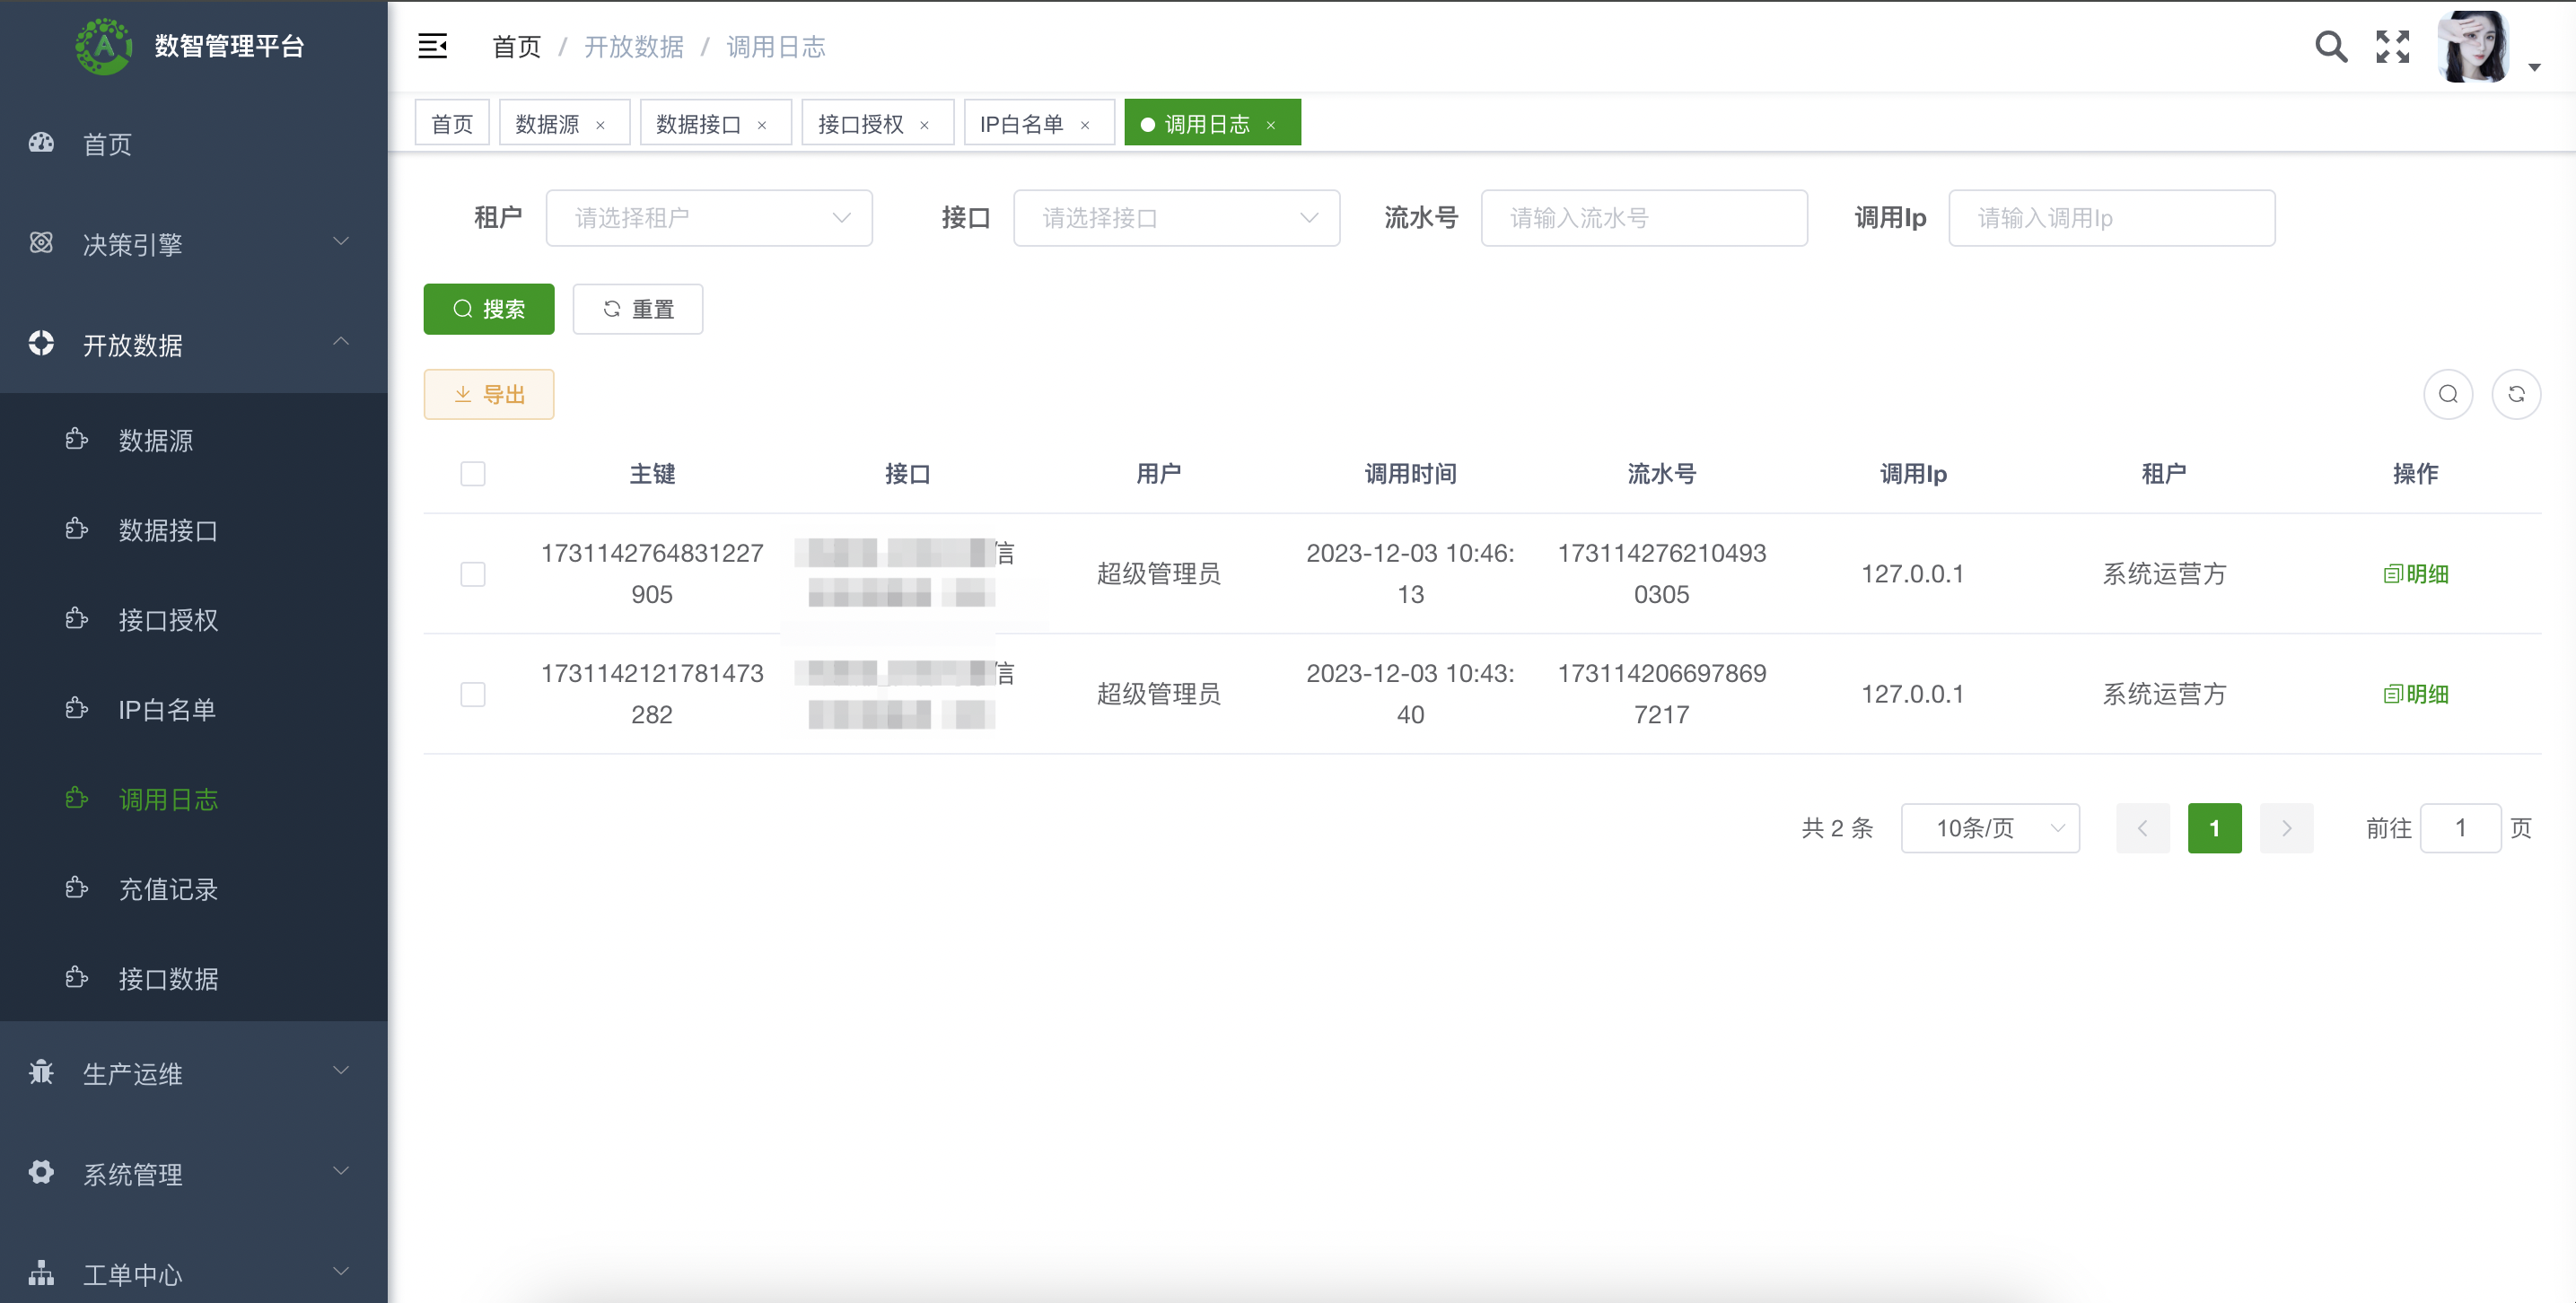 数智管理平台
首页 / 开放数据 / 调用日志
首页
决策引擎
开放数据
数据源
数据接口
接口授权
IP白名单
调用日志
充值记录
接口数据
生产运维
系统管理
工单中心
首页 数据源 × 数据接口 × 接口授权 × IP白名单 × 调用日志 ×
租户 请选择租户 接口 请选择接口 流水号 请输入流水号 调用Ip 请输入调用Ip
搜索 重置
导出
主键 接口 用户 调用时间 流水号 调用Ip 租户 操作
1731142764831227 信 超级管理员 2023-12-03 10:46: 173114276210493 127.0.0.1 系统运营方 明细
905 13 0305
1731142121781473 信 超级管理员 2023-12-03 10:43: 173114206697869 127.0.0.1 系统运营方 明细
282 40 7217
共 2 条 10条/页 1 前往 1 页